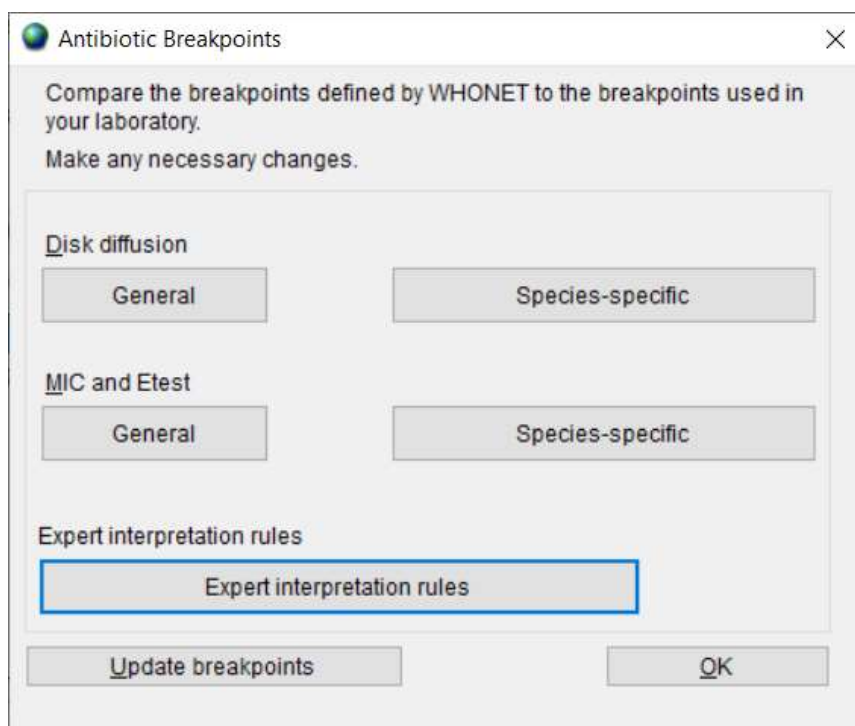 Antibiotic Breakpoints
Compare the breakpoints defined by WHONET to the breakpoints used in
your laboratory.
Make any necessary changes.
Disk diffusion
General
Species-specific
MIC and Etest
General
Species-specific
Expert interpretation rules
Expert interpretation rules
Update breakpoints
OK